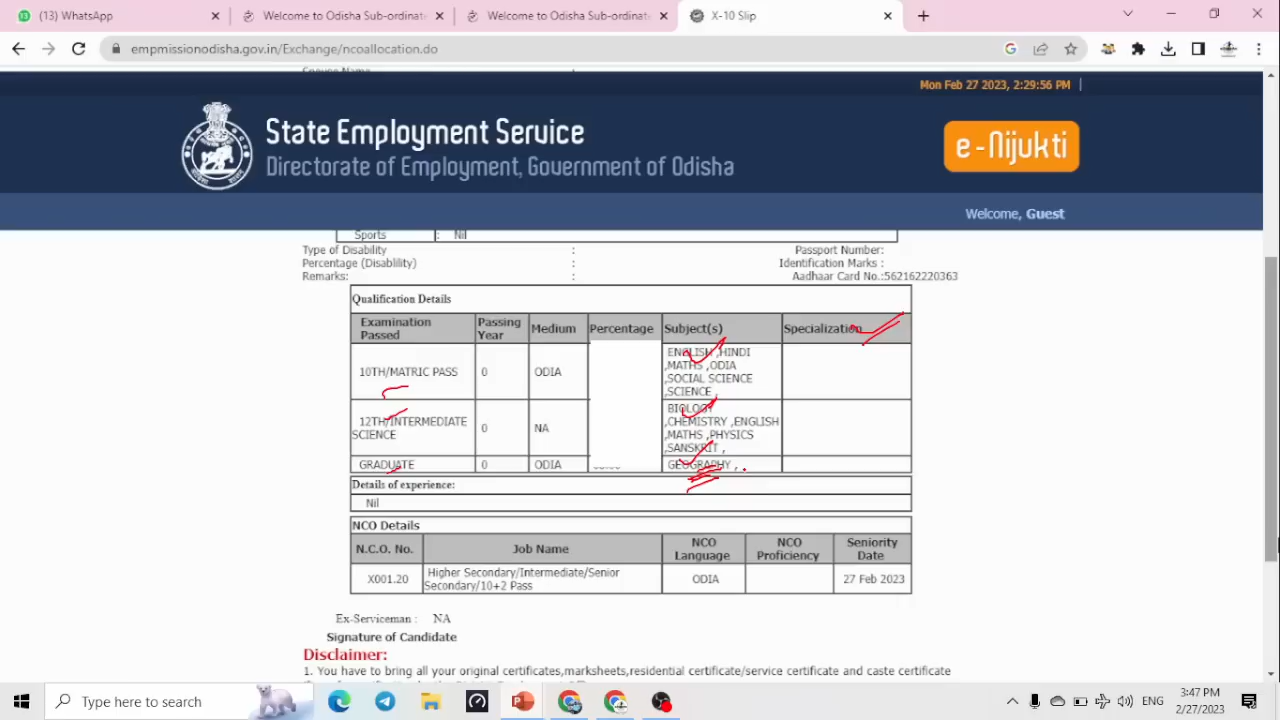 (13) WhatsApp
Welcome to Odisha Sub-ordinat
Welcome to Odisha Sub-ordinat
X-10 Slip
empmissionodisha.gov.in/Exchange/ncoallocation.do
Spouse Name :
Mon Feb 27 2023, 2:29:56 PM |
State Employment Service
Directorate of Employment, Government of Odisha
e - Nijukti
Welcome, Guest
Sports : Nil
Type of Disability : Passport Number:
Percentage (Disablility) : Identification Marks :
Remarks: : Aadhaar Card No.:562162220363
Qualification Details
Examination Passed Passing Year Medium Percentage Subject(s) Specialization
10TH/MATRIC PASS 0 ODIA ENGLISH ,HINDI
,MATHS ,ODIA
,SOCIAL SCIENCE
,SCIENCE ,
12TH/INTERMEDIATE SCIENCE 0 NA BIOLOGY
,CHEMISTRY ,ENGLISH
,MATHS ,PHYSICS
,SANSKRIT ,
GRADUATE 0 ODIA GEOGRAPHY ,
Details of experience:
Nil
NCO Details
N.C.O. No. Job Name NCO Language NCO Proficiency Seniority Date
X001.20 Higher Secondary/Intermediate/Senior Secondary/10+2 Pass ODIA 27 Feb 2023
Ex-Serviceman : NA
Signature of Candidate
Disclaimer:
1. You have to bring all your original certificates,marksheets,residential certificate/service certificate and caste certificate
Type here to search
ENG
3:47 PM
2/27/2023